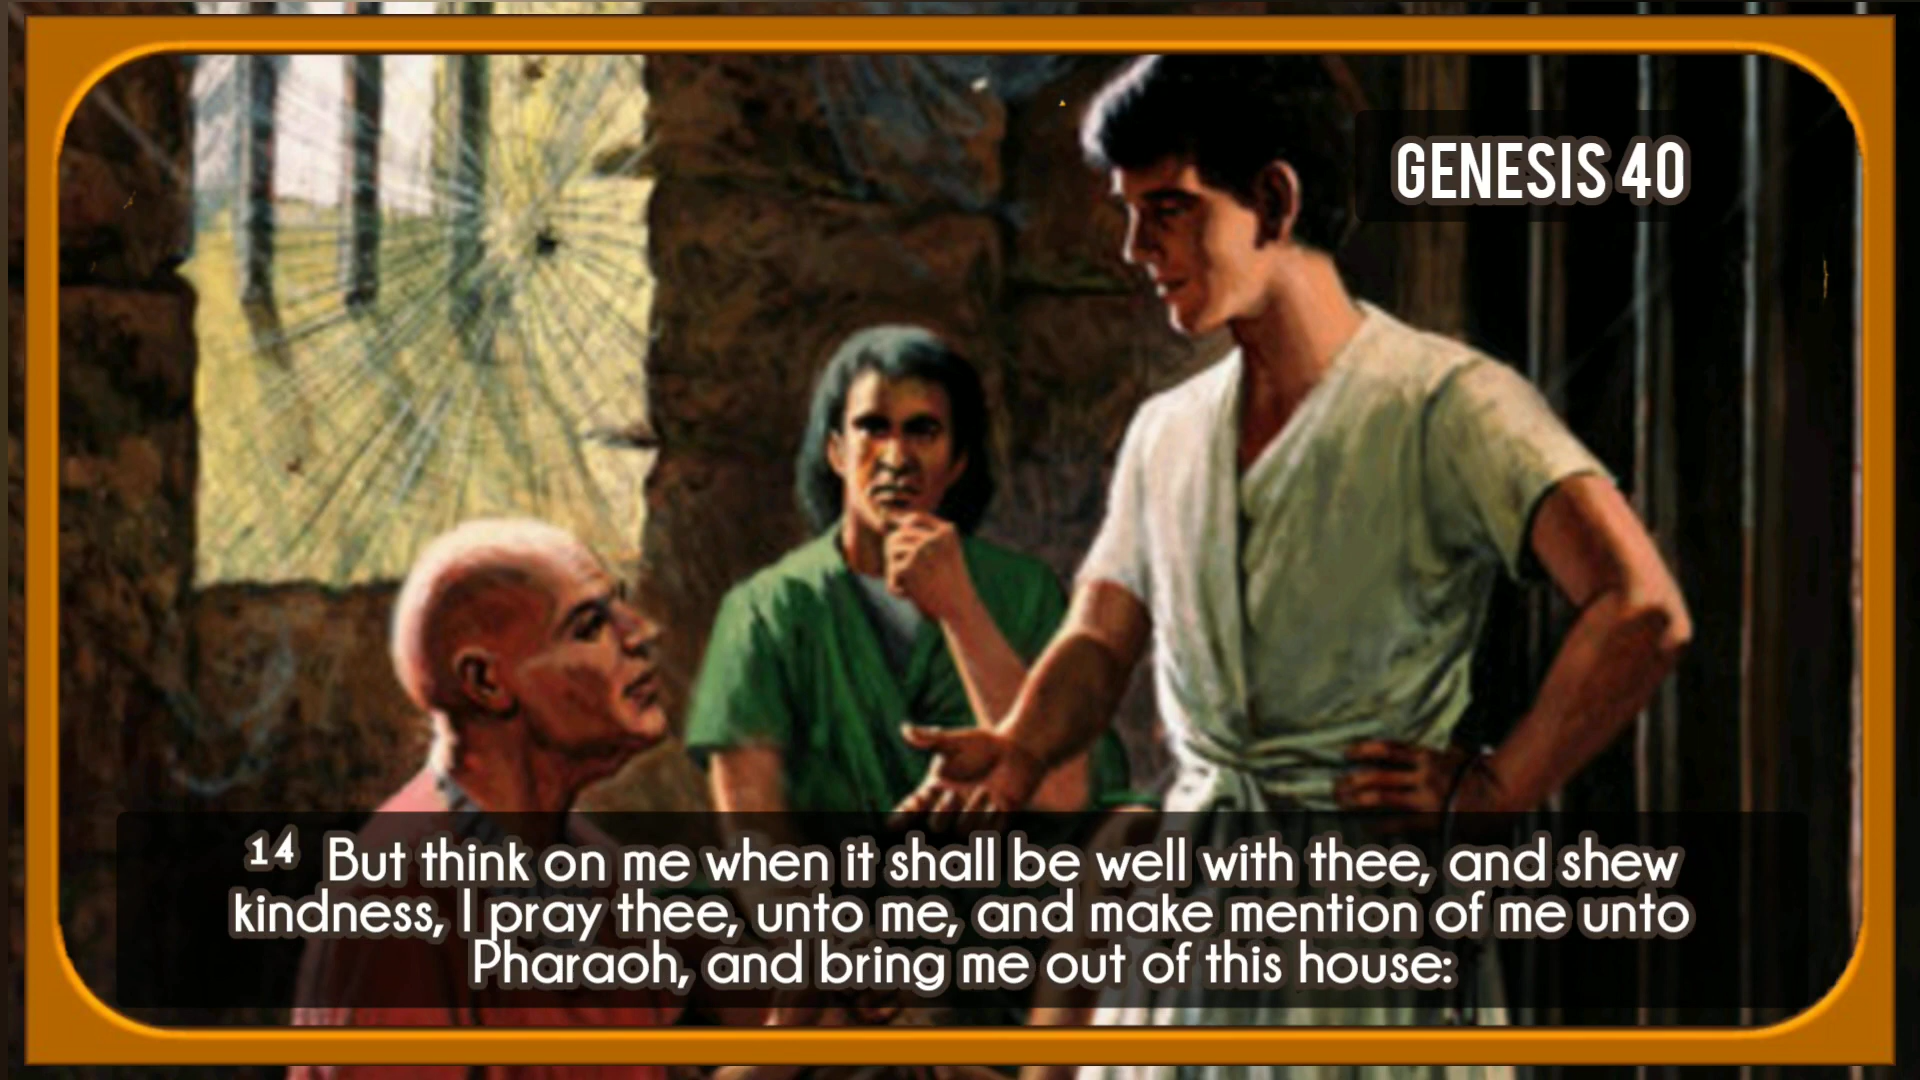 GENESIS 40
14 But think on me when it shall be well with thee, and shew
kindness, I pray thee, unto me, and make mention of me unto
Pharaoh, and bring me out of this house: